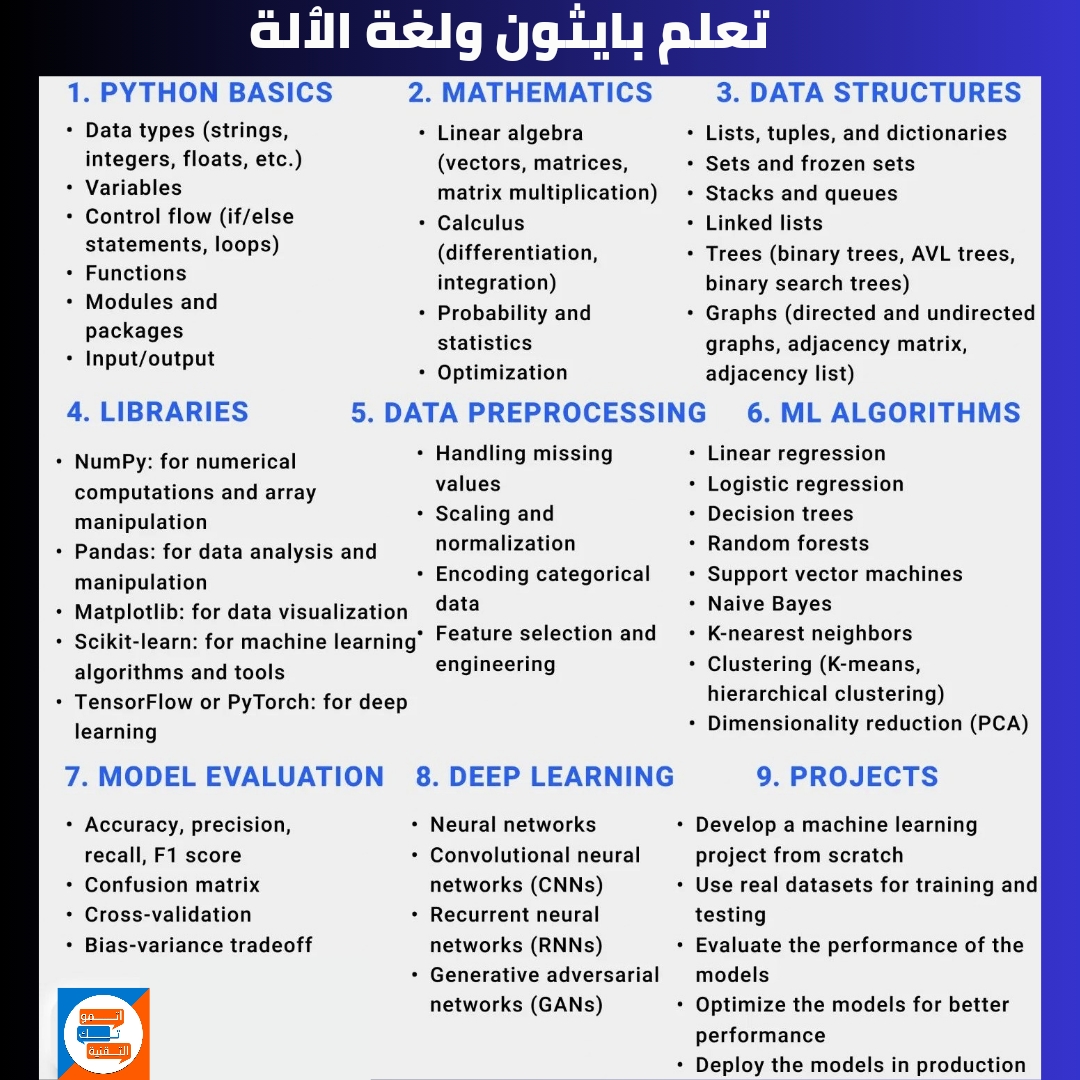 تعلم بايثون ولغة الألة
1. PYTHON BASICS
• Data types (strings,
integers, floats, etc.)
• Variables
• Control flow (if/else
statements, loops)
• Functions
• Modules and
packages
• Input/output
2. MATHEMATICS
• Linear algebra
(vectors, matrices,
matrix multiplication)
• Calculus
(differentiation,
integration)
• Probability and
statistics
• Optimization
3. DATA STRUCTURES
• Lists, tuples, and dictionaries
• Sets and frozen sets
• Stacks and queues
• Linked lists
• Trees (binary trees, AVL trees,
binary search trees)
• Graphs (directed and undirected
graphs, adjacency matrix,
adjacency list)
4. LIBRARIES
• NumPy: for numerical
computations and array
manipulation
• Pandas: for data analysis and
manipulation
• Matplotlib: for data visualization
• Scikit-learn: for machine learning
algorithms and tools
• TensorFlow or PyTorch: for deep
learning
5. DATA PREPROCESSING
• Handling missing
values
• Scaling and
normalization
• Encoding categorical
data
• Feature selection and
engineering
6. ML ALGORITHMS
• Linear regression
• Logistic regression
• Decision trees
• Random forests
• Support vector machines
• Naive Bayes
• K-nearest neighbors
• Clustering (K-means,
hierarchical clustering)
• Dimensionality reduction (PCA)
7. MODEL EVALUATION
• Accuracy, precision,
recall, F1 score
• Confusion matrix
• Cross-validation
• Bias-variance tradeoff
8. DEEP LEARNING
• Neural networks
• Convolutional neural
networks (CNNs)
• Recurrent neural
networks (RNNs)
• Generative adversarial
networks (GANs)
9. PROJECTS
• Develop a machine learning
project from scratch
• Use real datasets for training and
testing
• Evaluate the performance of the
models
• Optimize the models for better
performance
• Deploy the models in production
اتــمو
تــك
التــقنية